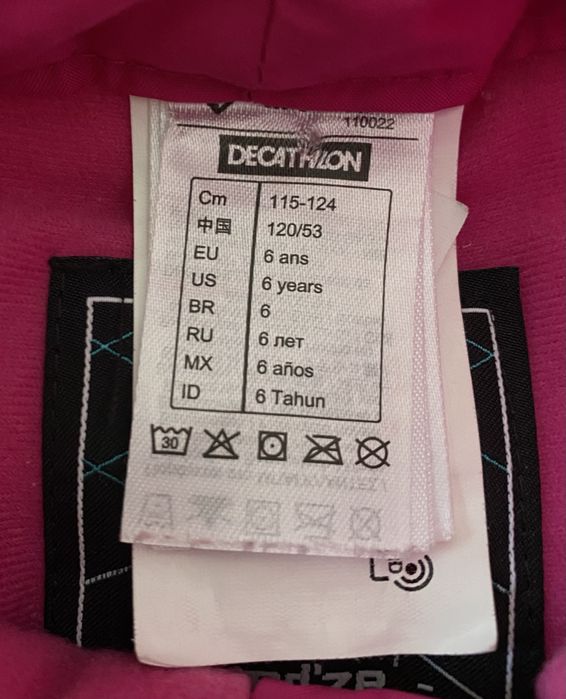 110022
DECATHLON
Cm 115-124
中国 120/53
EU 6 ans
US 6 years
BR 6
RU 6 лет
MX 6 años
ID 6 Tahun
30